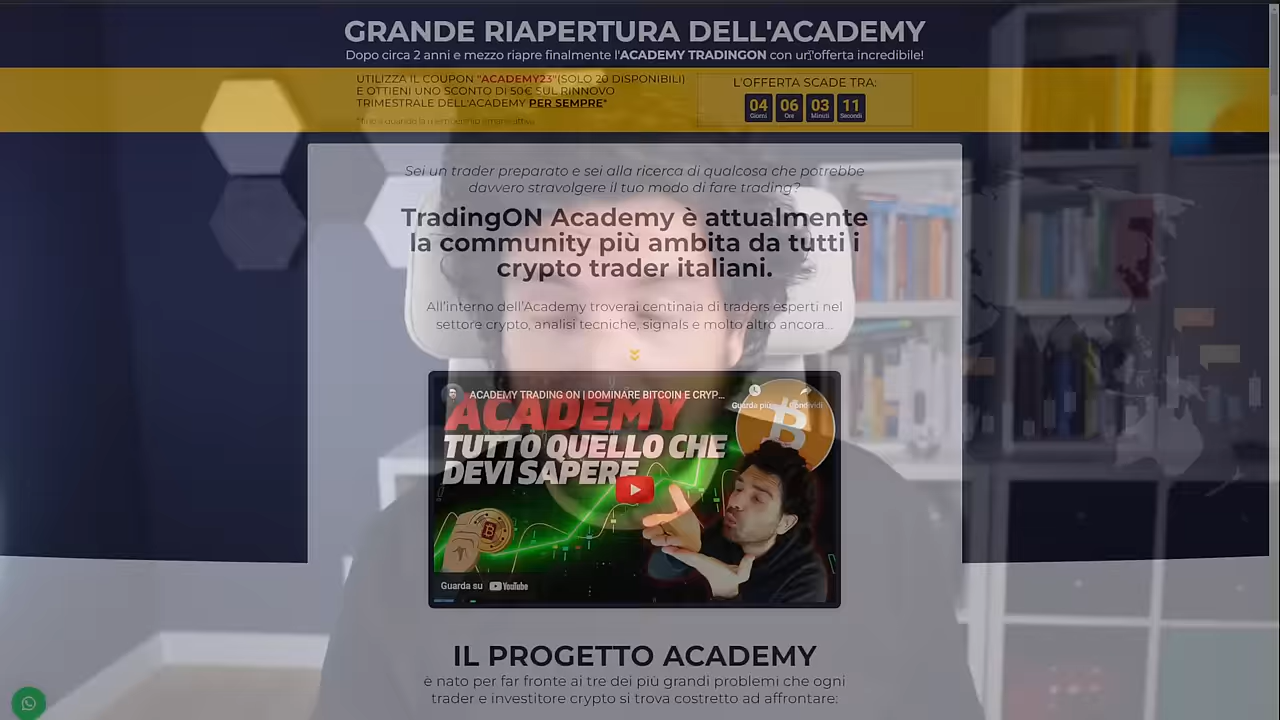 GRANDE RIAPERTURA DELL'ACADEMY
Dopo circa 2 anni e mezzo riapre finalmente l'ACADEMY TRADINGON con un'offerta incredibile!
UTILIZZA IL COUPON "ACADEMY23"(SOLO 20 DISPONIBILI)
E OTTIENI UNO SCONTO DI 50€ SUL RINNOVO
TRIMESTRALE DELL'ACADEMY PER SEMPRE*
L'OFFERTA SCADE TRA:
04 06 03 11
Giorni Ore Minuti Secondi
Sei un trader preparato e sei alla ricerca di qualcosa che potrebbe
davvero stravolgere il tuo modo di fare trading?
TradingON Academy è attualmente
la community più ambita da tutti i
crypto trader italiani.
All'interno dell'Academy troverai centinaia di traders esperti nel
settore crypto, analisi tecniche, signals e molto altro ancora...
ACADEMY TRADING ON | DOMINARE BITCOIN E CRYP...
Guarda più... Condividi
ACADEMY
TUTTO QUELLO CHE
DEVI SAPERE
Guarda su YouTube
IL PROGETTO ACADEMY
è nato per far fronte ai tre dei più grandi problemi che ogni
trader e investitore crypto si trova costretto ad affrontare: